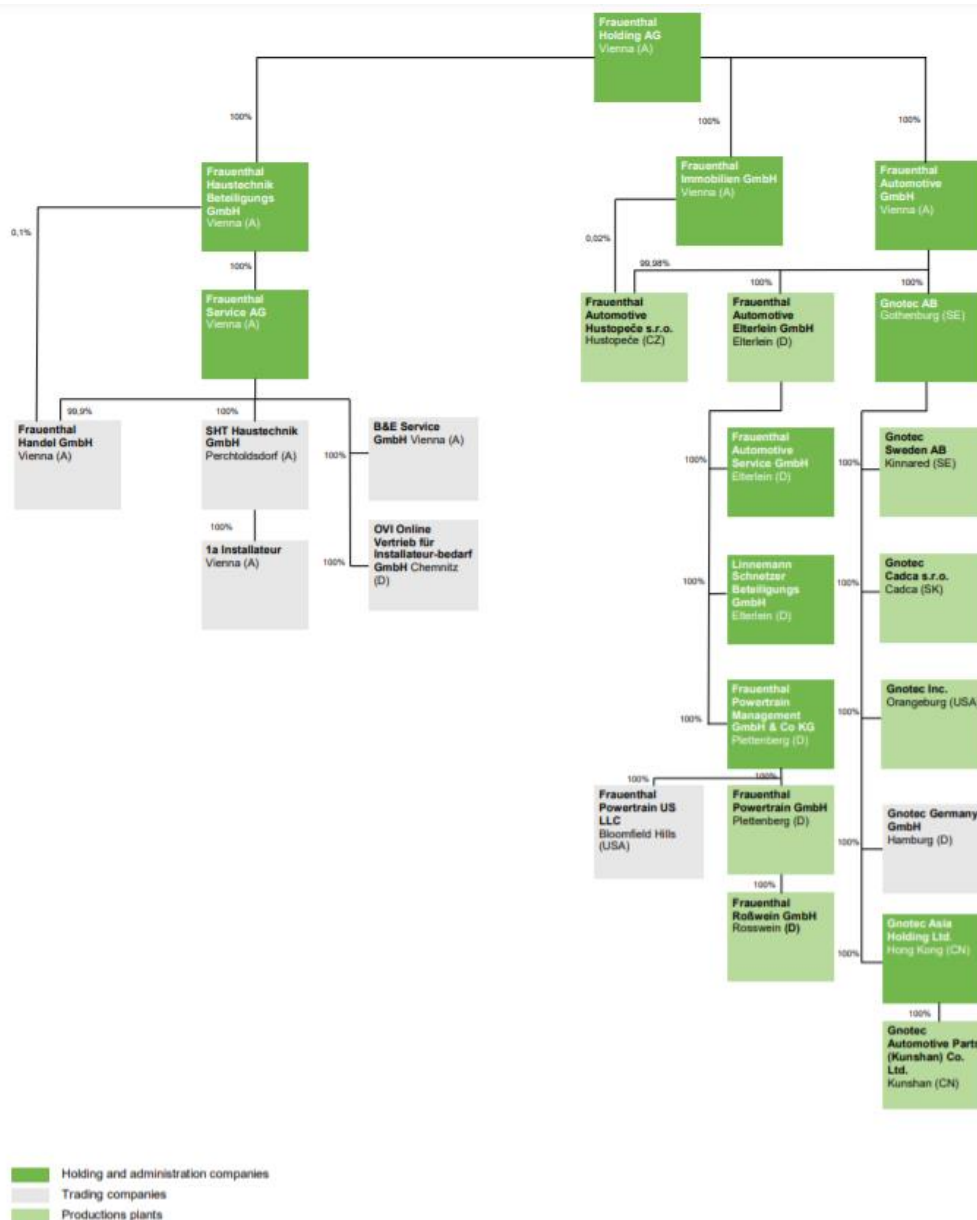 Frauenthal
Holding AG
Vienna (A)
100%
100%
100%
Frauenthal
Haustechnik
Beteiligungs
GmbH
Vienna (A)
Frauenthal
Immobilien GmbH
Vienna (A)
Frauenthal
Automotive
GmbH
Vienna (A)
0,1%
0,02%
100%
99,98%
100%
100%
Frauenthal
Service AG
Vienna (A)
Frauenthal
Automotive
Hustopeče s.r.o.
Hustopeče (CZ)
Frauenthal
Automotive
Elterlein GmbH
Elterlein (D)
Gnotec AB
Gothenburg (SE)
99,9%
100%
Frauenthal
Handel GmbH
Vienna (A)
SHT Haustechnik
GmbH
Perchtoldsdorf (A)
B&E Service
GmbH Vienna (A)
100%
100%
Frauenthal
Automotive
Service GmbH
Elterlein (D)
100%
Gnotec
Sweden AB
Kinnared (SE)
100%
1a Installateur
Vienna (A)
100%
OVI Online
Vertrieb für
Installateur-bedarf
GmbH Chemnitz
(D)
100%
Linnemann
Schnetzer
Beteiligungs
GmbH
Elterlein (D)
100%
Gnotec
Cadca s.r.o.
Cadca (SK)
100%
Frauenthal
Powertrain
Management
GmbH & Co KG
Plettenberg (D)
100%
Gnotec Inc.
Orangeburg (USA)
100%
100%
Frauenthal
Powertrain US
LLC
Bloomfield Hills
(USA)
Frauenthal
Powertrain GmbH
Plettenberg (D)
100%
Gnotec Germany
GmbH
Hamburg (D)
100%
Frauenthal
Roßwein GmbH
Rosswein (D)
100%
Gnotec Asia
Holding Ltd.
Hong Kong (CN)
100%
Gnotec
Automotive Parts
(Kunshan) Co.
Ltd.
Kunshan (CN)
Holding and administration companies
Trading companies
Productions plants